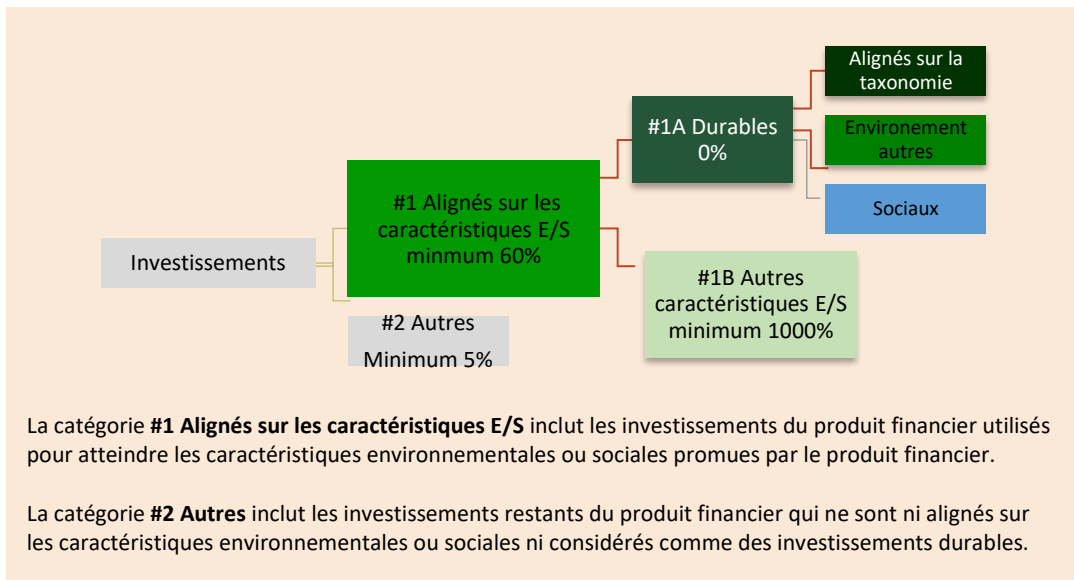 Alignés sur la
taxonomie
#1A Durables
0%
Environement
autres
#1 Alignés sur les
caractéristiques E/S
minmum 60%
Sociaux
Investissements
#1B Autres
caractéristiques E/S
minimum 1000%
#2 Autres
Minimum 5%
La catégorie #1 Alignés sur les caractéristiques E/S inclut les investissements du produit financier utilisés
pour atteindre les caractéristiques environnementales ou sociales promues par le produit financier.
La catégorie #2 Autres inclut les investissements restants du produit financier qui ne sont ni alignés sur
les caractéristiques environnementales ou sociales ni considérés comme des investissements durables.